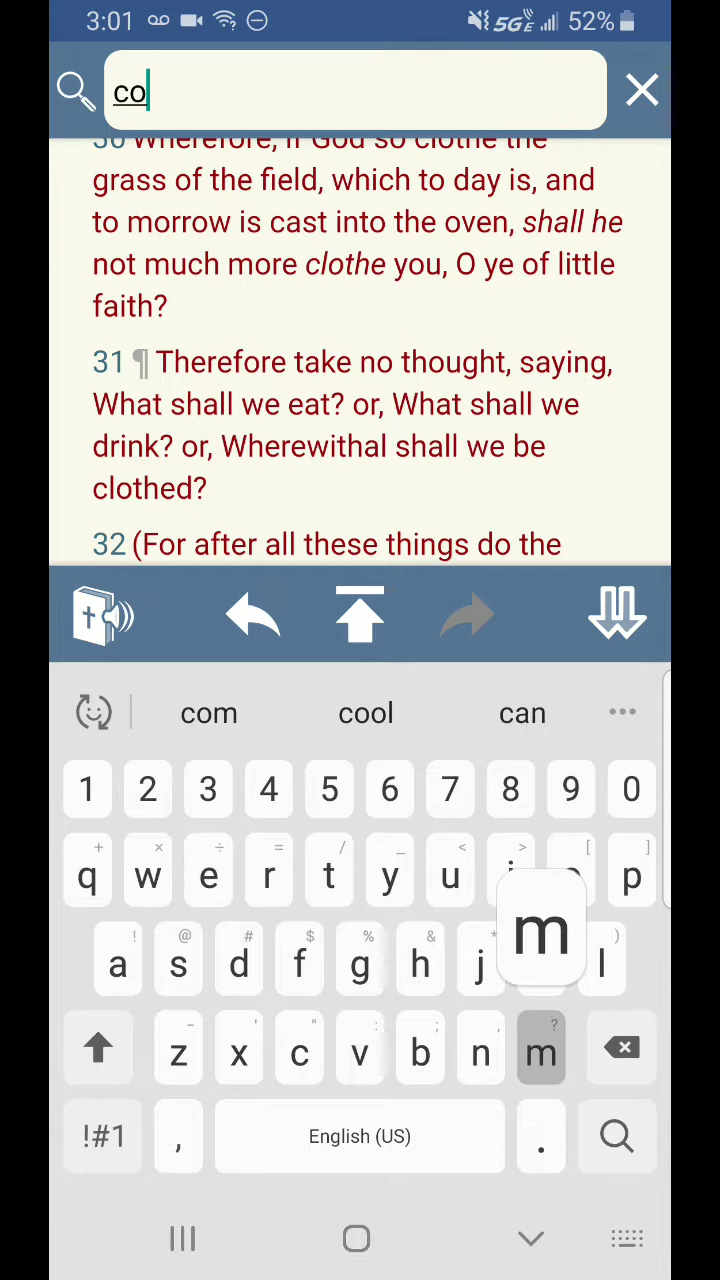 3:01 5GE 52%
co
30 Wherefore, if God so clothe the
grass of the field, which to day is, and
to morrow is cast into the oven, shall he
not much more clothe you, O ye of little
faith?
31 ¶ Therefore take no thought, saying,
What shall we eat? or, What shall we
drink? or, Wherewithal shall we be
clothed?
32 (For after all these things do the
com cool can •••
1 2 3 4 5 6 7 8 9 0
+ × ÷ = / _ < > [ ]
q w e r t y u p
! @ # $ % & * )
a s d f g h j m l
- ' " : ; , ?
z x c v b n m
!#1 , English (US) .